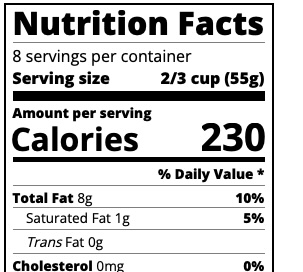 Nutrition Facts
8 servings per container
Serving size 2/3 cup (55g)
Amount per serving
Calories 230
% Daily Value *
Total Fat 8g 10%
Saturated Fat 1g 5%
Trans Fat 0g
Cholesterol 0mg 0%